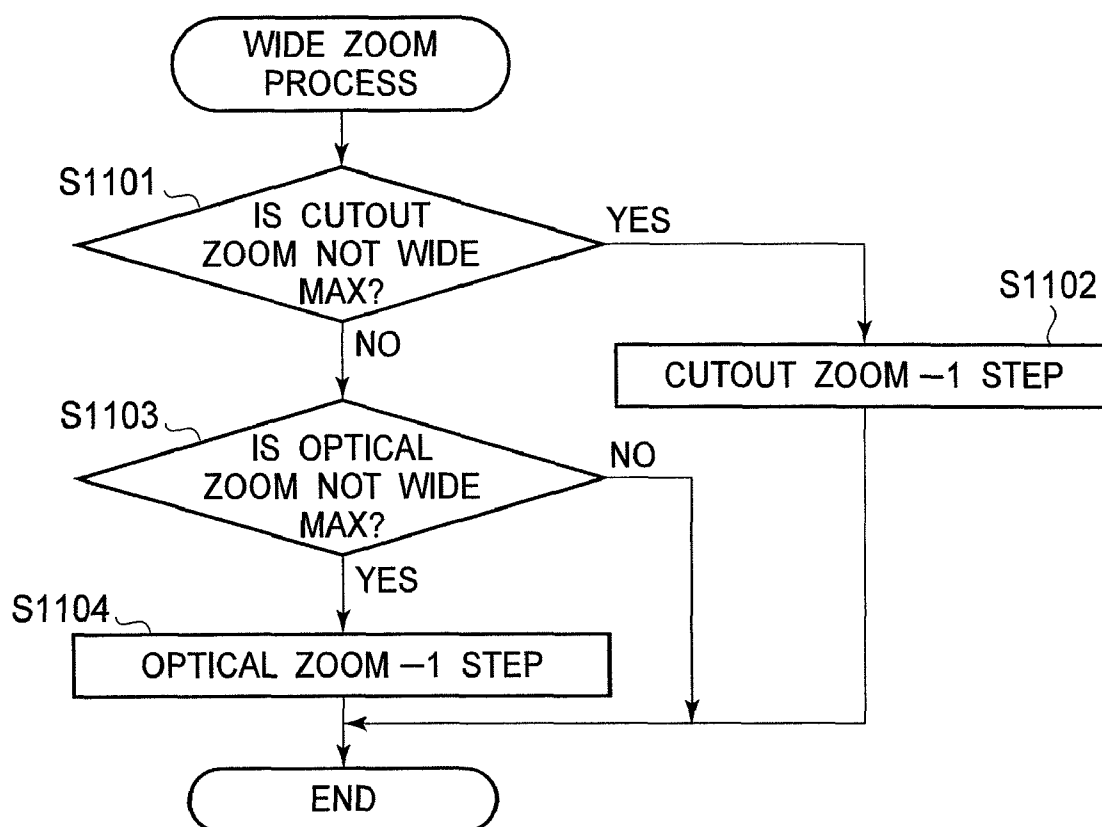 WIDE ZOOM
PROCESS
S1101
IS CUTOUT
ZOOM NOT WIDE
MAX?
YES
NO
S1102
CUTOUT ZOOM –1 STEP
S1103
IS OPTICAL
ZOOM NOT WIDE
MAX?
NO
YES
S1104
OPTICAL ZOOM –1 STEP
END